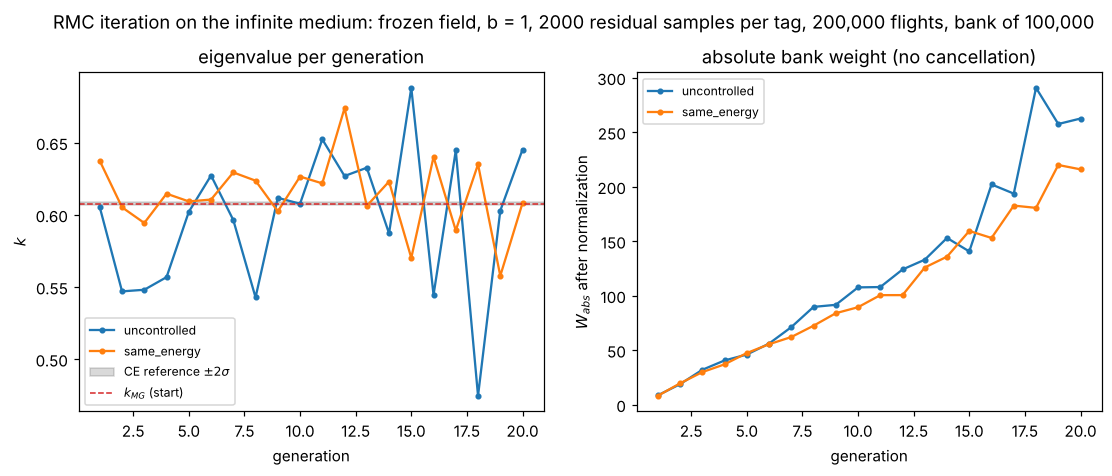 RMC iteration on the infinite medium: frozen field, b = 1, 2000 residual samples per tag, 200,000 flights, bank of 100,000
eigenvalue per generation
k
0.65
0.60
0.55
0.50
uncontrolled
same_energy
CE reference ±2σ
k_MG (start)
2.5
5.0
7.5
10.0
12.5
15.0
17.5
20.0
generation
absolute bank weight (no cancellation)
W_abs after normalization
300
250
200
150
100
50
0
uncontrolled
same_energy
2.5
5.0
7.5
10.0
12.5
15.0
17.5
20.0
generation